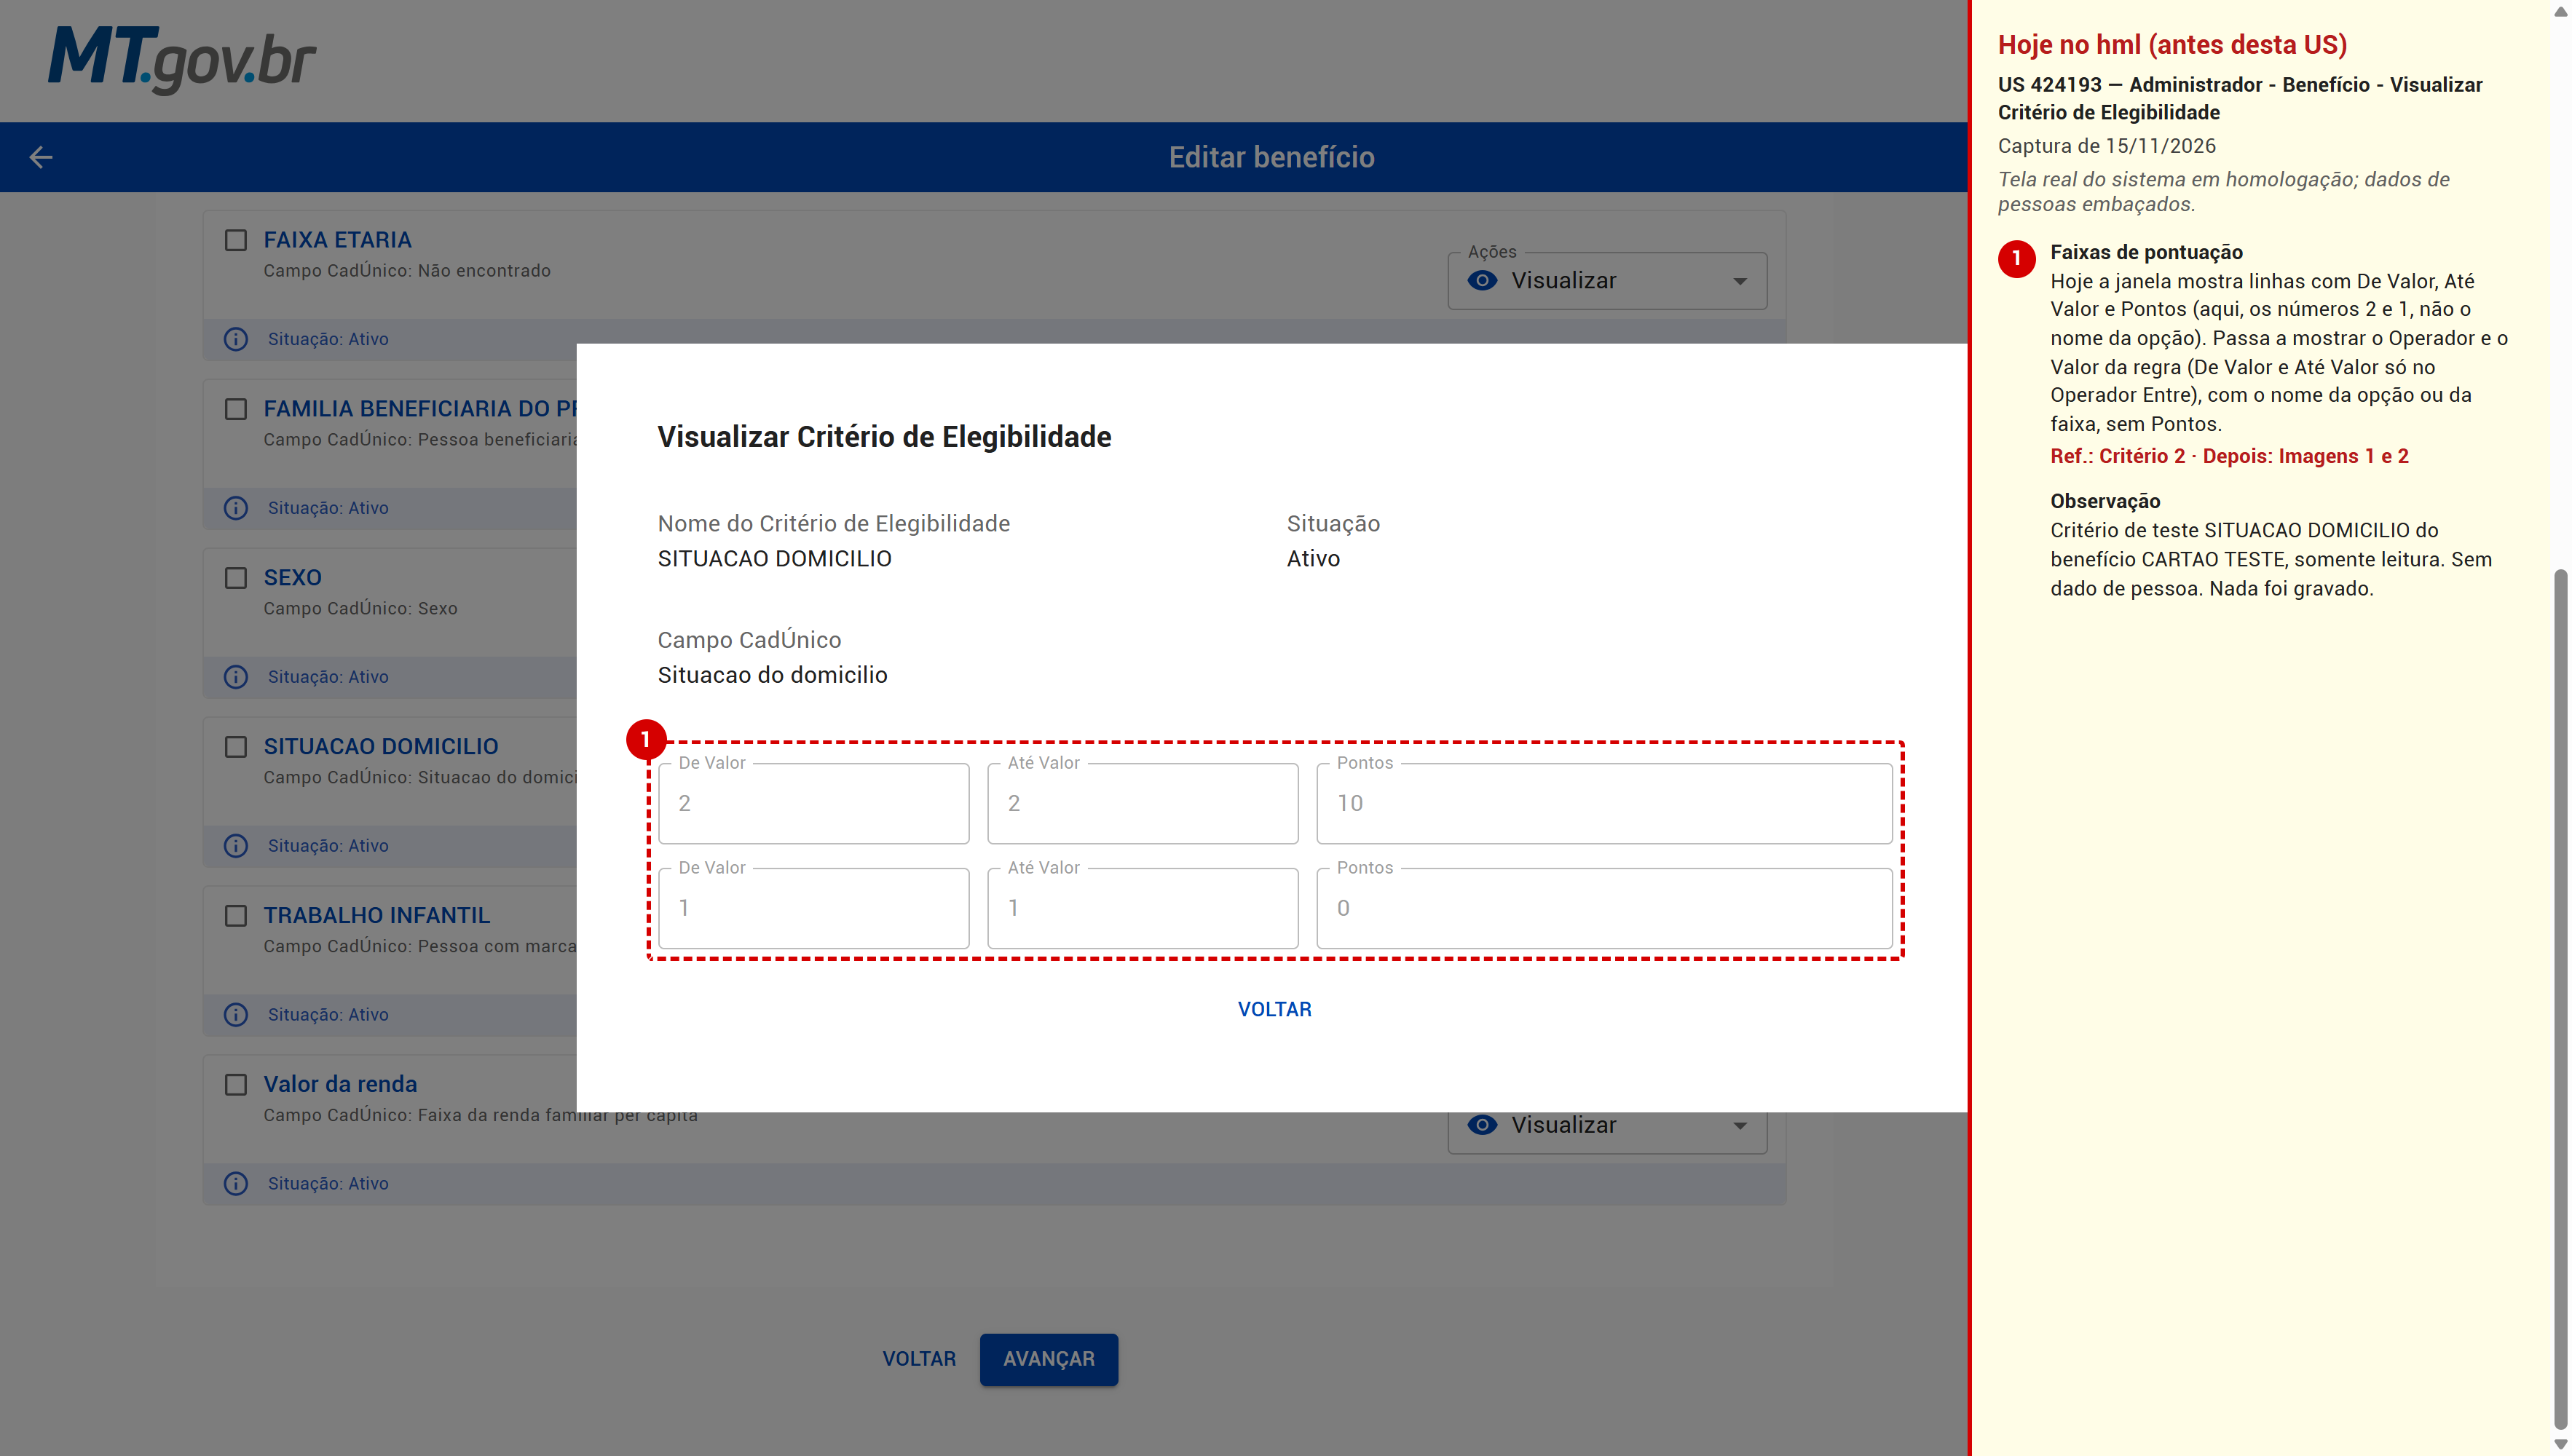 MT.gov.br
Editar benefício
FAIXA ETARIA
Campo CadÚnico: Não encontrado
Ações
Visualizar
Situação: Ativo
FAMILIA BENEFICIARIA DO
Campo CadÚnico: Pessoa
Situação: Ativo
SEXO
Campo CadÚnico: Sexo
Situação: Ativo
SITUACAO DOMICILIO
Campo CadÚnico: Situacao do
Situação: Ativo
TRABALHO INFANTIL
Campo CadÚnico: Pessoa com
Situação: Ativo
Valor da renda
Campo CadÚnico: Faixa da renda familiar per capita
Visualizar
Situação: Ativo
VOLTAR
AVANÇAR
Visualizar Critério de Elegibilidade
Nome do Critério de Elegibilidade
SITUACAO DOMICILIO
Situação
Ativo
Campo CadÚnico
Situacao do domicilio
1
De Valor
2
Até Valor
2
Pontos
10
De Valor
1
Até Valor
1
Pontos
0
VOLTAR
Hoje no hml (antes desta US)
US 424193 — Administrador - Benefício - Visualizar
Critério de Elegibilidade
Captura de 15/11/2026
Tela real do sistema em homologação; dados de
pessoas embaçados.
1
Faixas de pontuação
Hoje a janela mostra linhas com De Valor, Até
Valor e Pontos (aqui, os números 2 e 1, não o
nome da opção). Passa a mostrar o Operador e o
Valor da regra (De Valor e Até Valor só no
Operador Entre), com o nome da opção ou da
faixa, sem Pontos.
Ref.: Critério 2 · Depois: Imagens 1 e 2
Observação
Critério de teste SITUACAO DOMICILIO do
benefício CARTAO TESTE, somente leitura. Sem
dado de pessoa. Nada foi gravado.